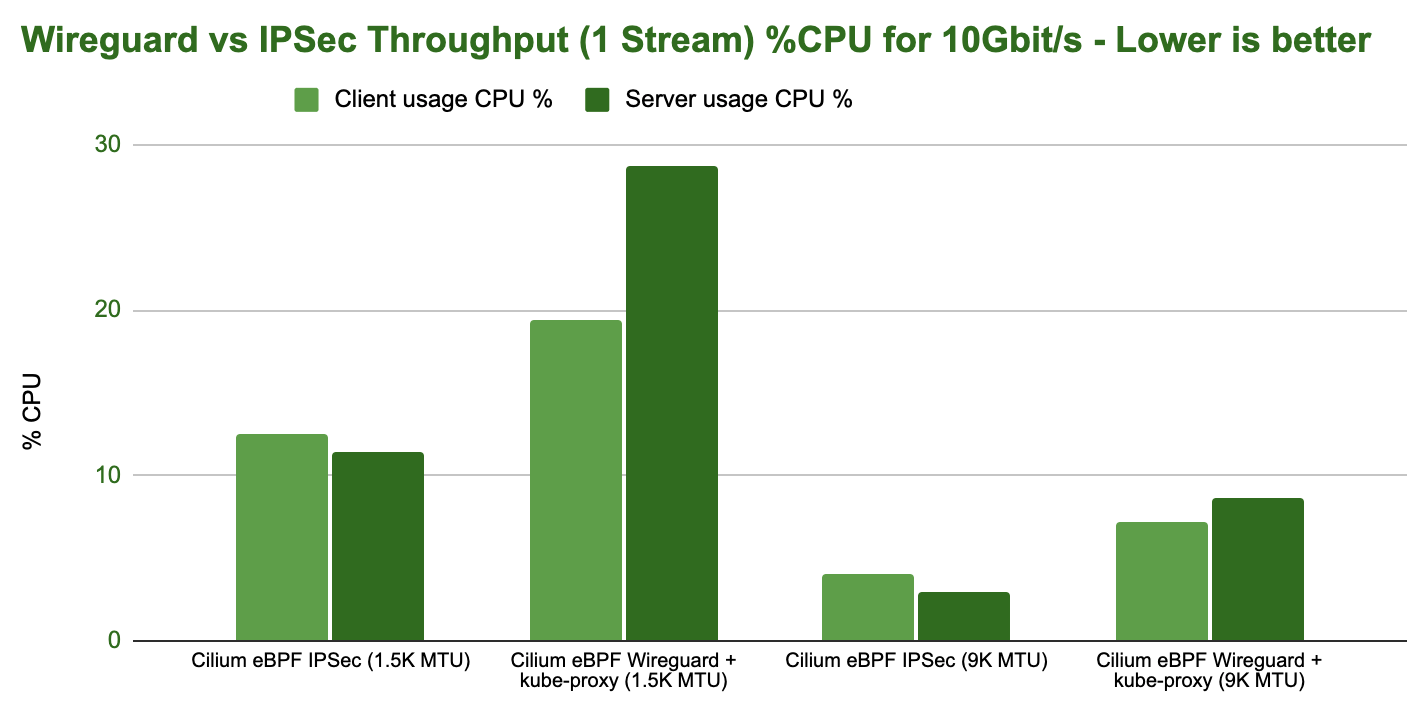 Wireguard vs IPSec Throughput (1 Stream) %CPU for 10Gbit/s - Lower is better
Client usage CPU %
Server usage CPU %
30
20
10
0
% CPU
Cilium eBPF IPSec (1.5K MTU)
Cilium eBPF Wireguard +
kube-proxy (1.5K MTU)
Cilium eBPF IPSec (9K MTU)
Cilium eBPF Wireguard +
kube-proxy (9K MTU)